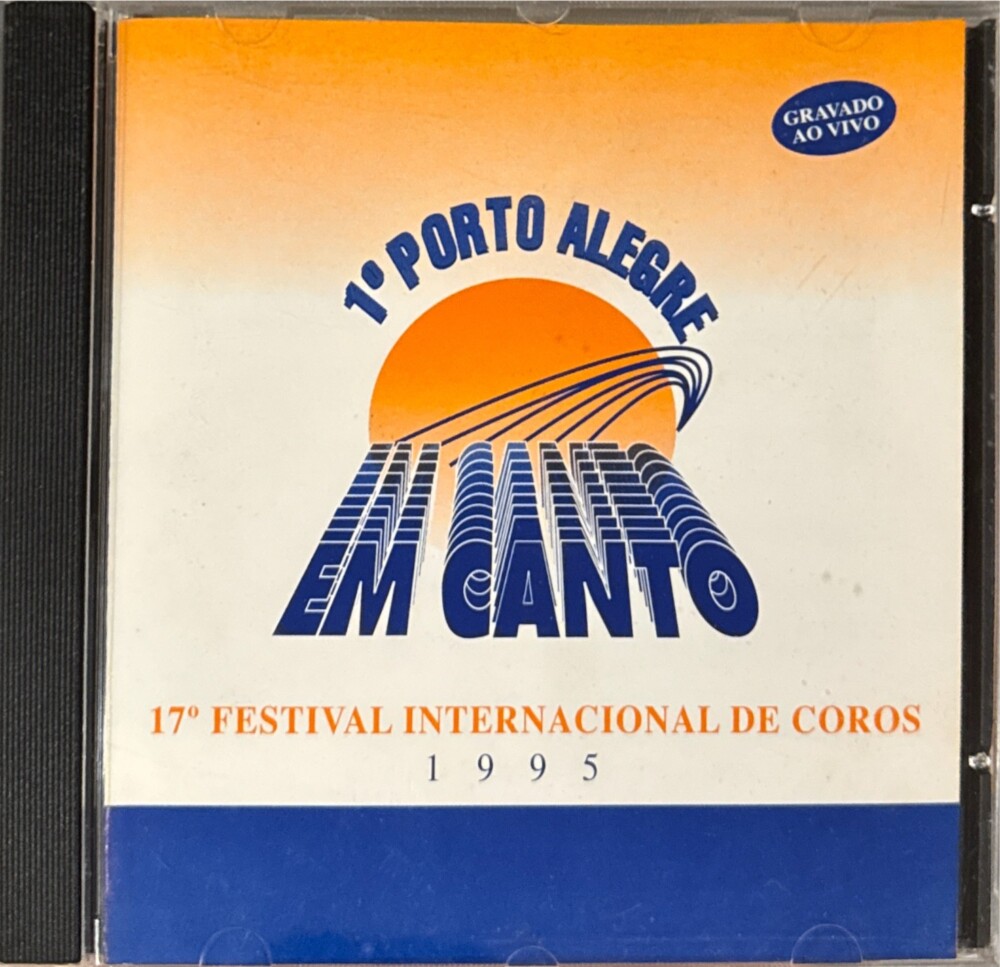 GRAVADO
AO VIVO
1º PORTO ALEGRE
EM CANTO
17º FESTIVAL INTERNACIONAL DE COROS
1995